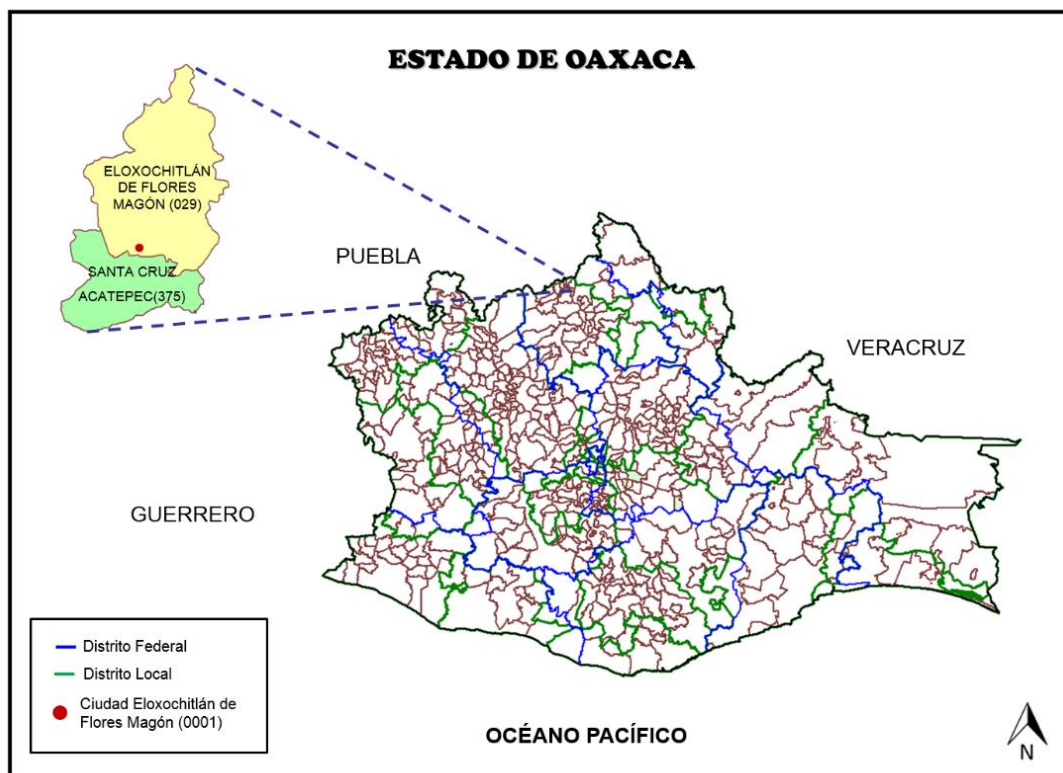 ESTADO DE OAXACA
ELOXOCHITLÁN
DE FLORES
MAGÓN (029)
SANTA CRUZ
ACATEPEC(375)
PUEBLA
VERACRUZ
GUERRERO
Distrito Federal
Distrito Local
Ciudad Eloxochitlán de
Flores Magón (0001)
OCÉANO PACÍFICO
N